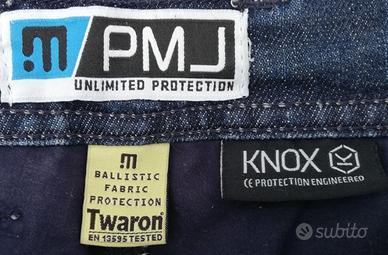 m PMJ
UNLIMITED PROTECTION
m
BALLISTIC
FABRIC
PROTECTION
Twaron®
EN 13595 TESTED
KNOX K
CE PROTECTION ENGINEERED
subito